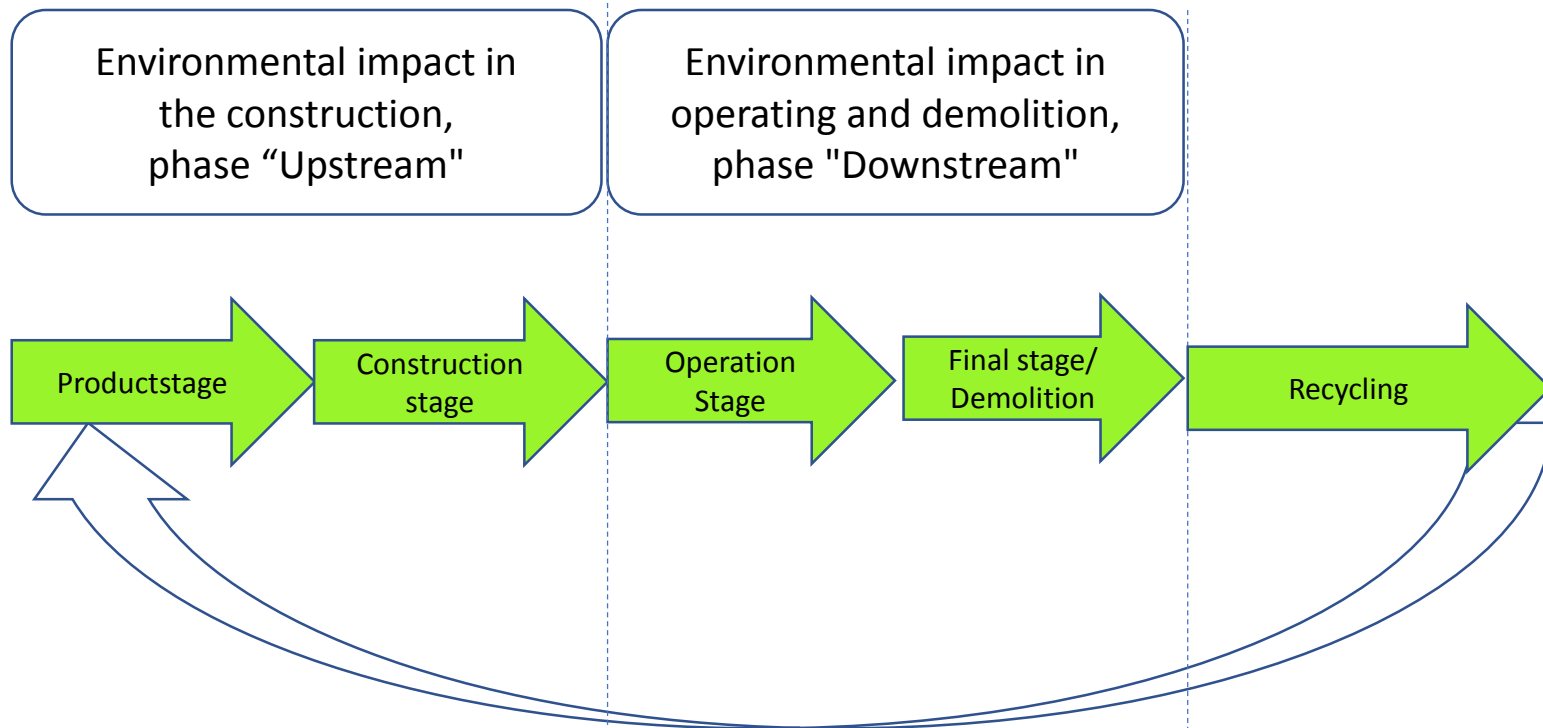 Environmental impact in
the construction,
phase “Upstream"
Environmental impact in
operating and demolition,
phase "Downstream"
Productstage
Construction
stage
Operation
Stage
Final stage/
Demolition
Recycling